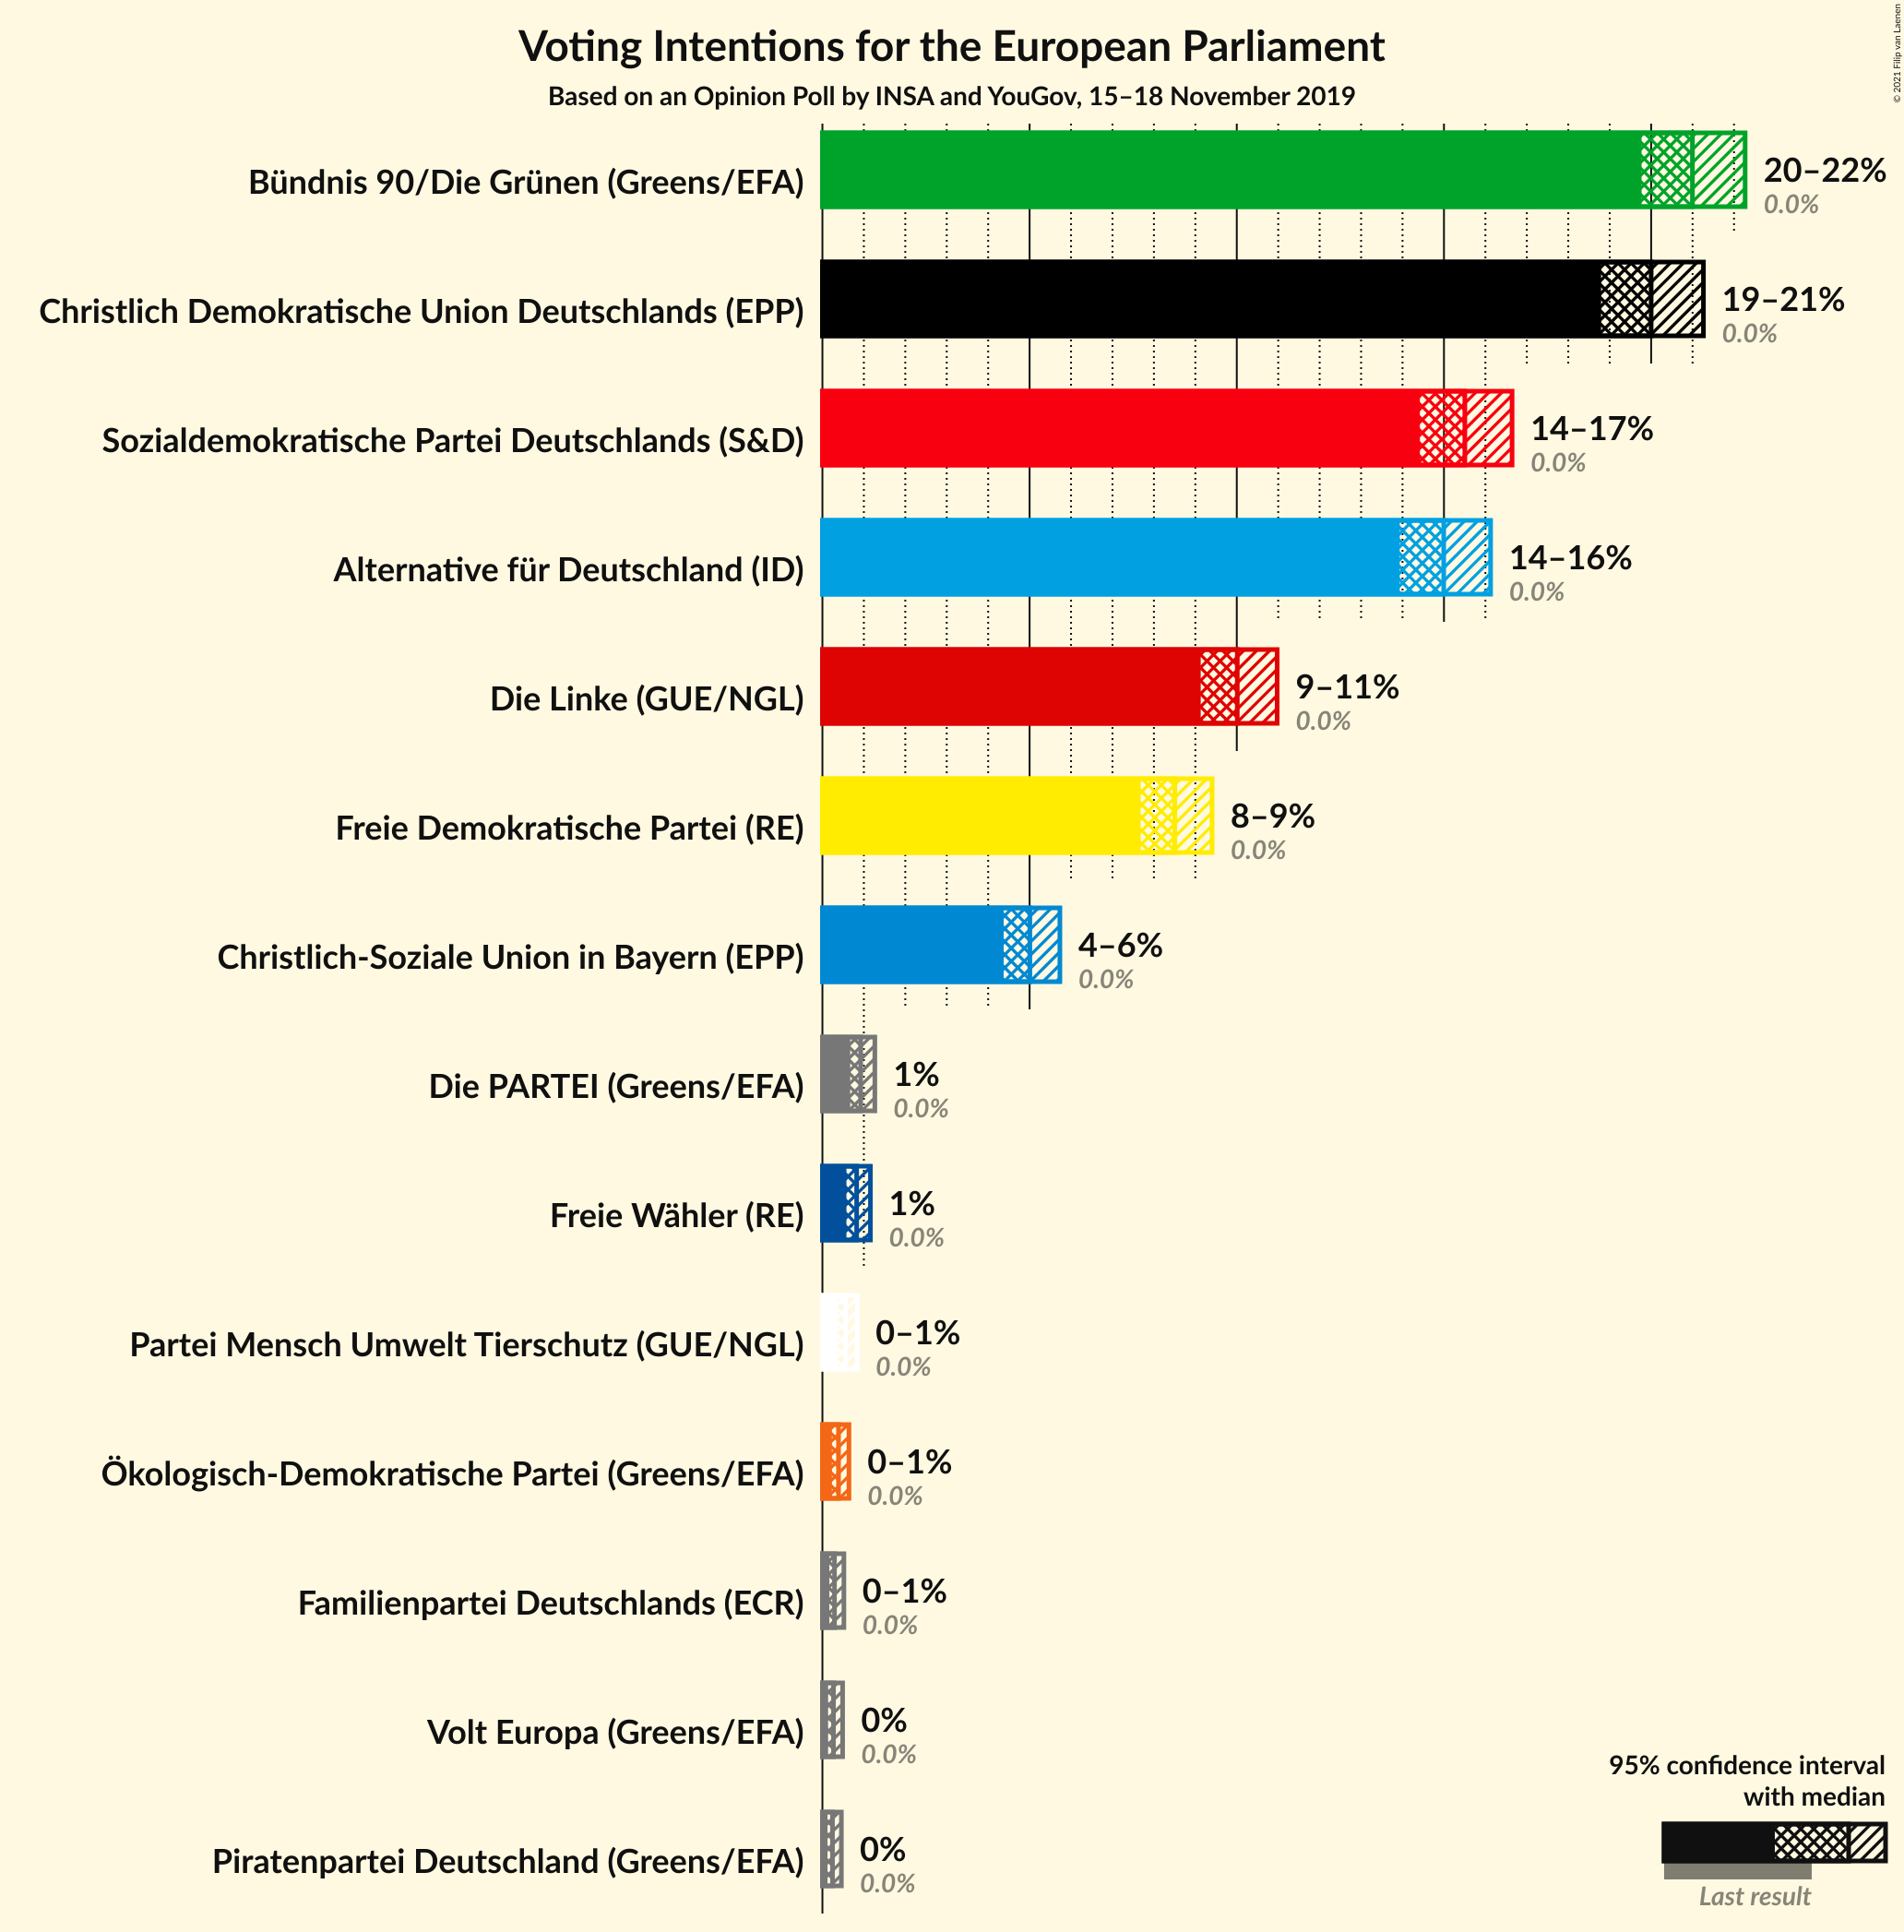 Voting Intentions for the European Parliament
Based on an Opinion Poll by INSA and YouGov, 15–18 November 2019
© 2021 Filip van Laenen
Bündnis 90/Die Grünen (Greens/EFA)
20–22%
0.0%
Christlich Demokratische Union Deutschlands (EPP)
19–21%
0.0%
Sozialdemokratische Partei Deutschlands (S&D)
14–17%
0.0%
Alternative für Deutschland (ID)
14–16%
0.0%
Die Linke (GUE/NGL)
9–11%
0.0%
Freie Demokratische Partei (RE)
8–9%
0.0%
Christlich-Soziale Union in Bayern (EPP)
4–6%
0.0%
Die PARTEI (Greens/EFA)
1%
0.0%
Freie Wähler (RE)
1%
0.0%
Partei Mensch Umwelt Tierschutz (GUE/NGL)
0–1%
0.0%
Ökologisch-Demokratische Partei (Greens/EFA)
0–1%
0.0%
Familienpartei Deutschlands (ECR)
0–1%
0.0%
Volt Europa (Greens/EFA)
0%
0.0%
Piratenpartei Deutschland (Greens/EFA)
0%
0.0%
95% confidence interval
with median
Last result